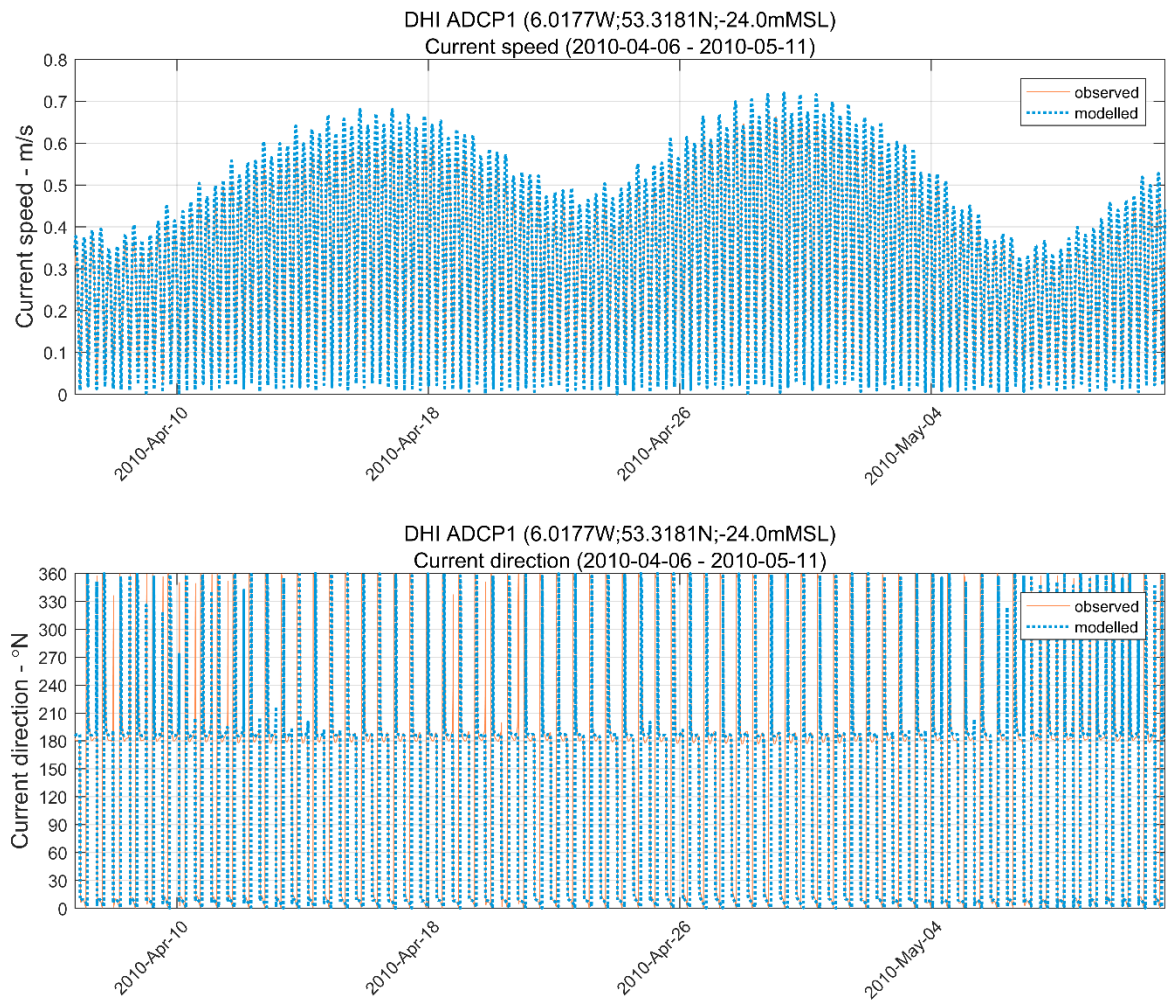 DHI ADCP1 (6.0177W;53.3181N;-24.0mMSL)
Current speed (2010-04-06 - 2010-05-11)
Current speed - m/s
0.8
0.7
0.6
0.5
0.4
0.3
0.2
0.1
0
observed
modelled
2010-Apr-10
2010-Apr-18
2010-Apr-26
2010-May-04
DHI ADCP1 (6.0177W;53.3181N;-24.0mMSL)
Current direction (2010-04-06 - 2010-05-11)
Current direction - °N
360
330
300
270
240
210
180
150
120
90
60
30
0
observed
modelled
2010-Apr-10
2010-Apr-18
2010-Apr-26
2010-May-04